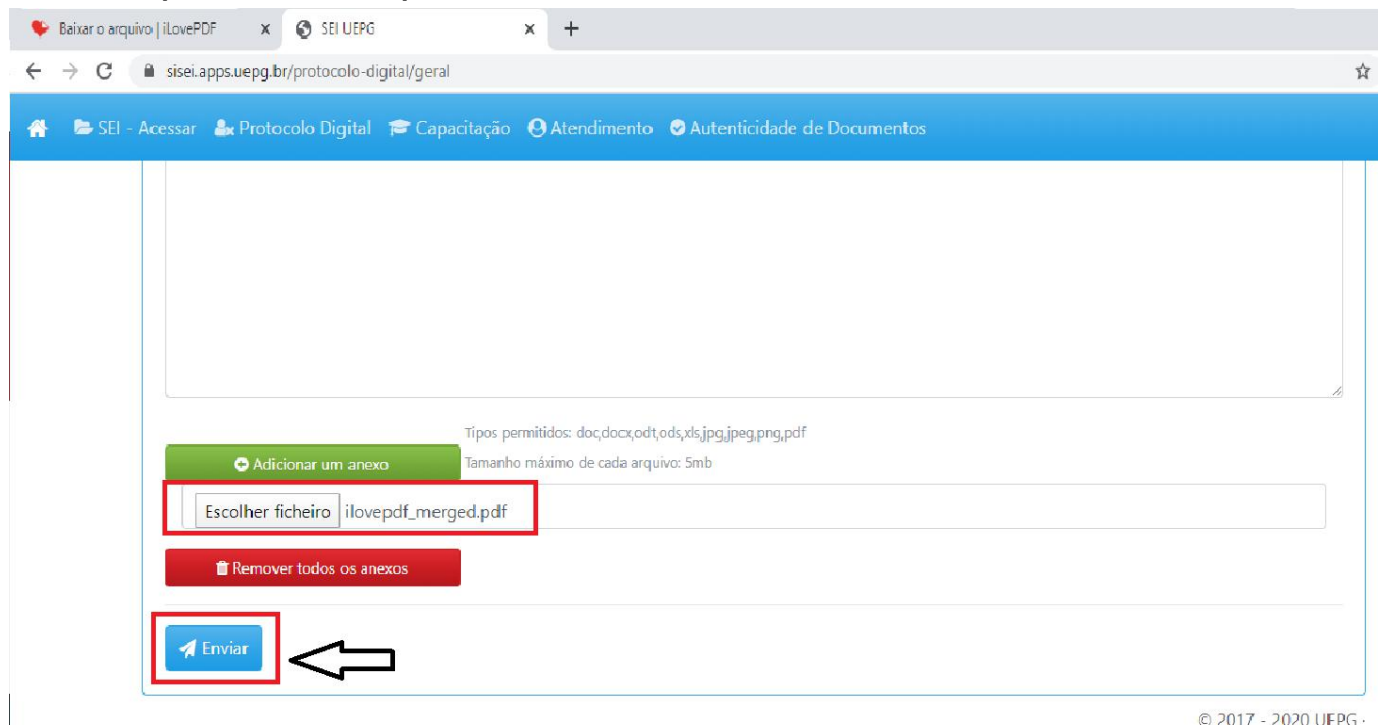 Baixar o arquivo | iLovePDF x SEI UEPG x +
sisei.apps.uepg.br/protocolo-digital/geral
SEI - Acessar Protocolo Digital Capacitação Atendimento Autenticidade de Documentos
Tipos permitidos: doc,docx,odt,ods,xls,jpg,jpeg,png,pdf
Adicionar um anexo Tamanho máximo de cada arquivo: 5mb
Escolher ficheiro ilovepdf_merged.pdf
Remover todos os anexos
Enviar
© 2017 - 2020 UEPG ·